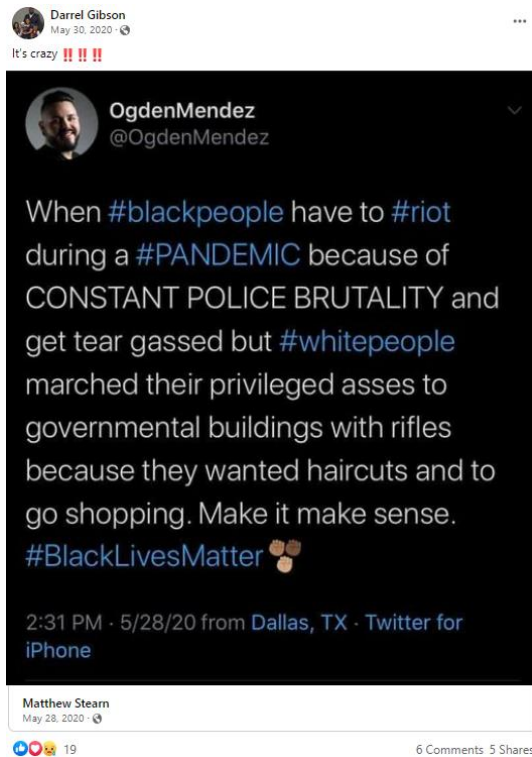 Darrel Gibson
May 30, 2020 ·
It's crazy ‼️ ‼️ ‼️
OgdenMendez
@OgdenMendez
When #blackpeople have to #riot
during a #PANDEMIC because of
CONSTANT POLICE BRUTALITY and
get tear gassed but #whitepeople
marched their privileged asses to
governmental buildings with rifles
because they wanted haircuts and to
go shopping. Make it make sense.
#BlackLivesMatter ✊🏾✊🏿✊🏼
2:31 PM · 5/28/20 from Dallas, TX · Twitter for
iPhone
Matthew Stearn
May 28, 2020 ·
19
6 Comments 5 Shares